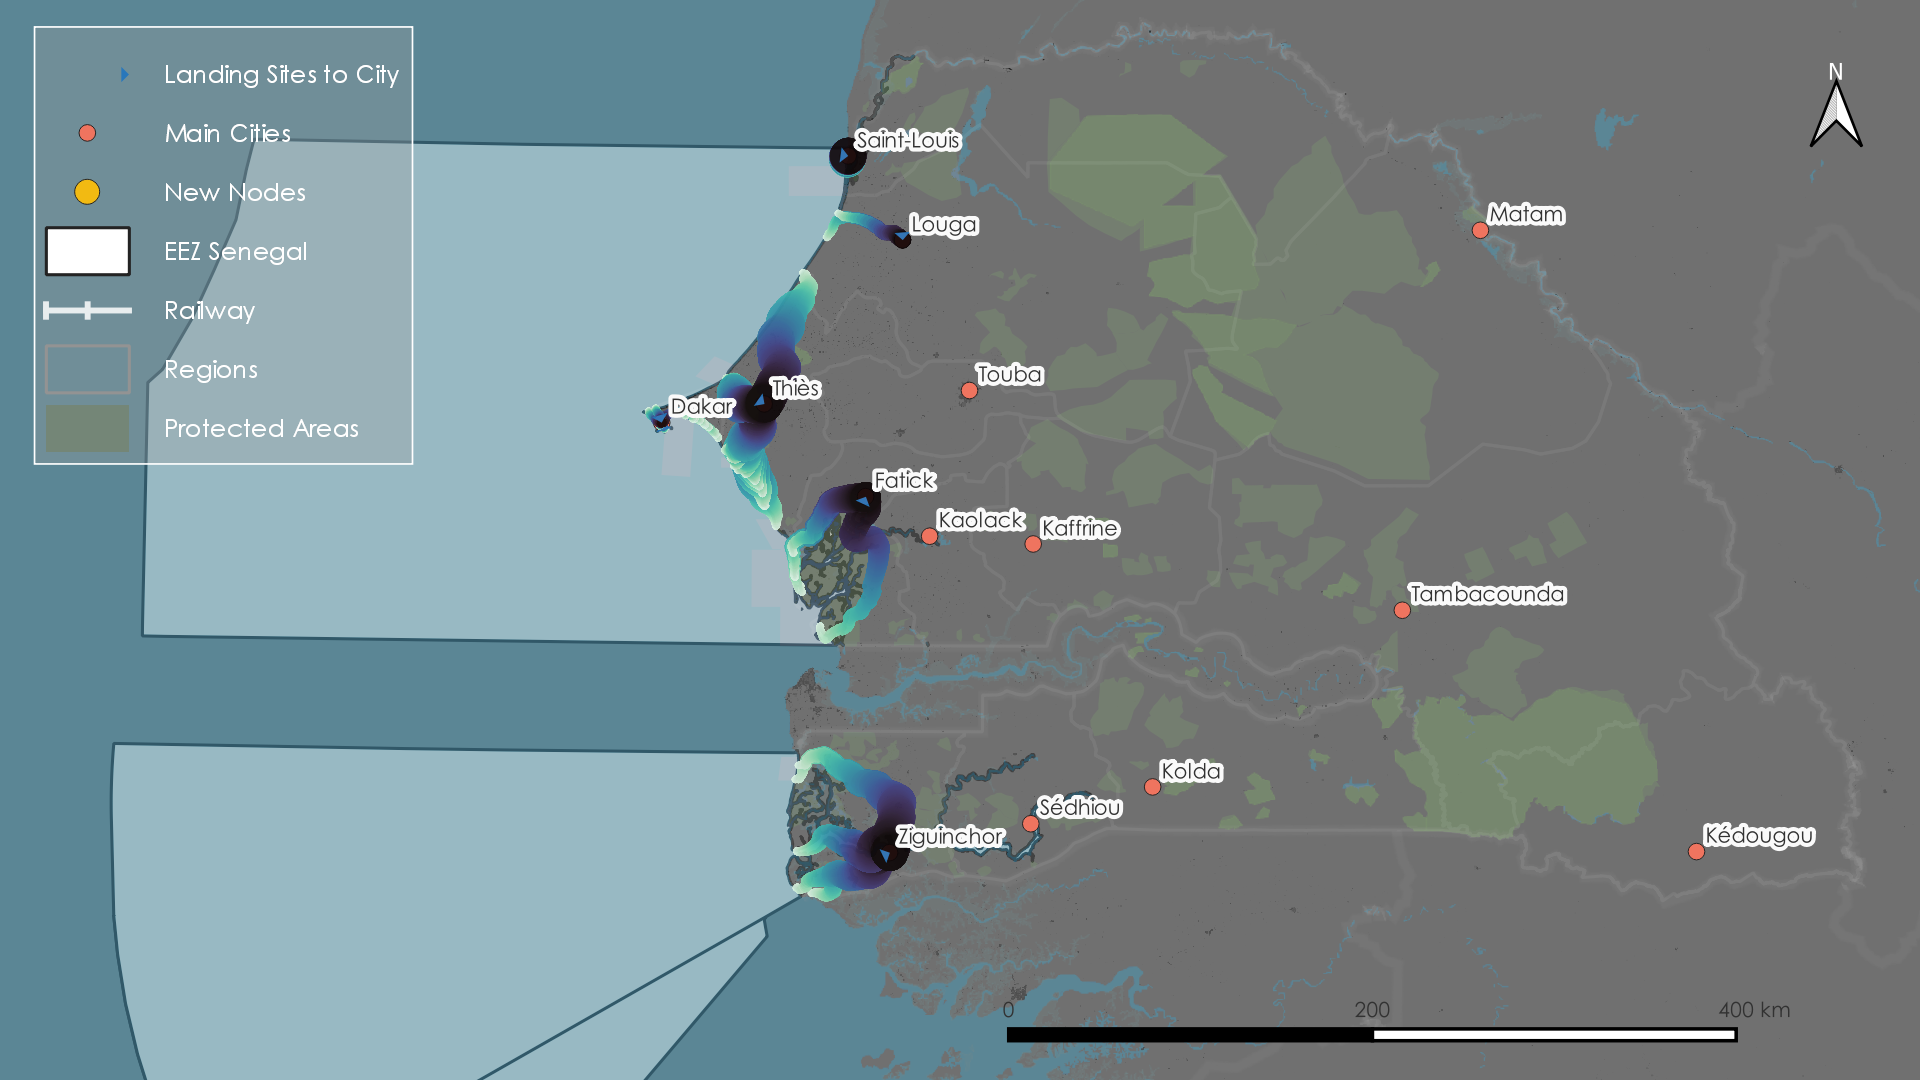 Landing Sites to City
Main Cities
New Nodes
EEZ Senegal
Railway
Regions
Protected Areas
N
Saint-Louis
Louga
Matam
Touba
Thiès
Dakar
Fatick
Kaolack
Kaffrine
Tambacounda
Kolda
Sédhiou
Ziguinchor
Kédougou
0 200 400 km